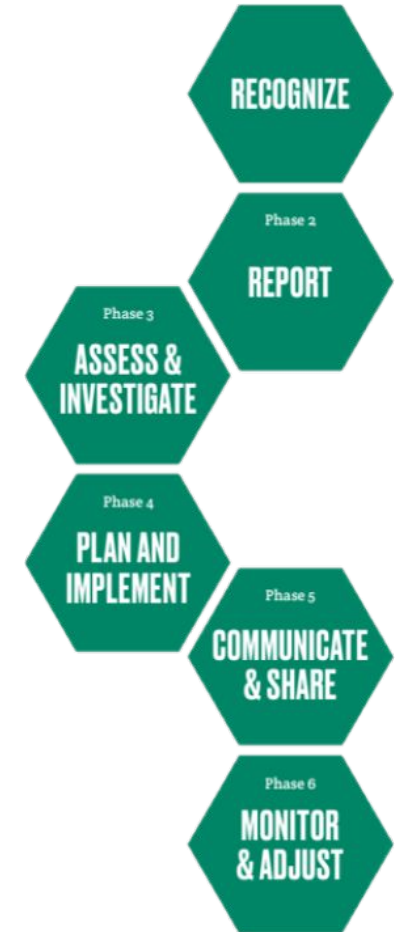 RECOGNIZE
Phase 2
REPORT
Phase 3
ASSESS &
INVESTIGATE
Phase 4
PLAN AND
IMPLEMENT
Phase 5
COMMUNICATE
& SHARE
Phase 6
MONITOR
& ADJUST